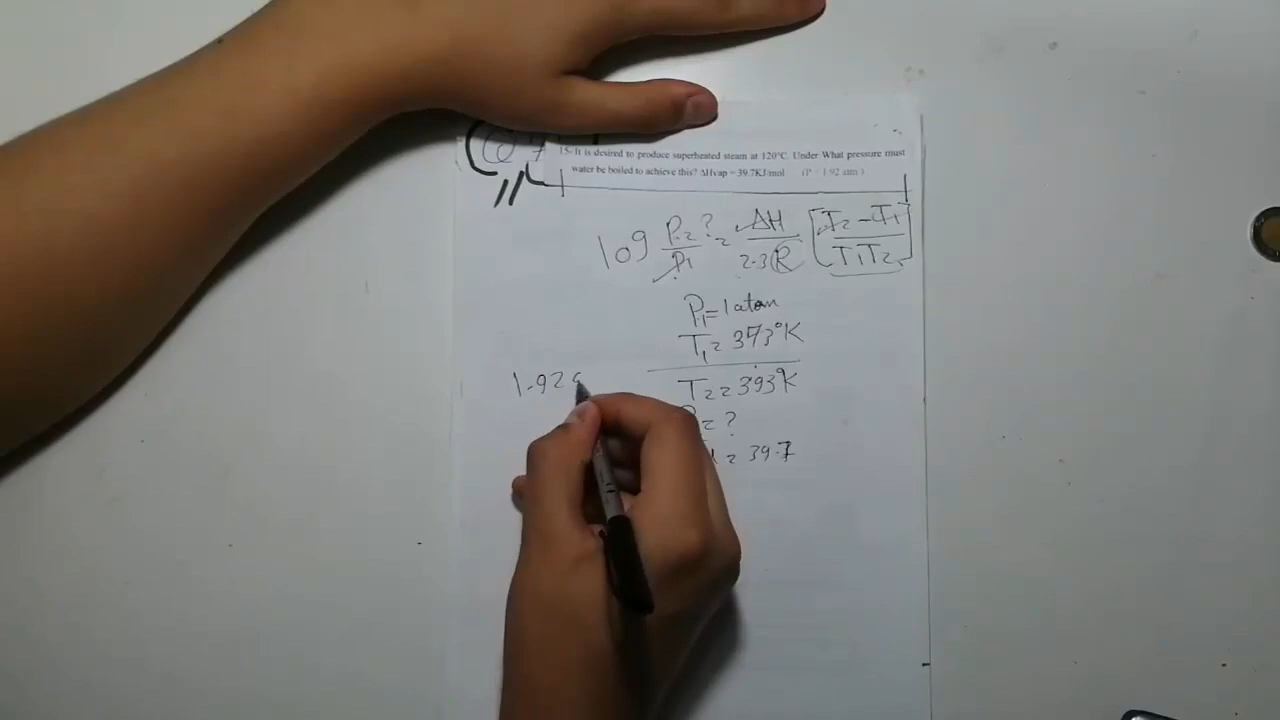 15- It is desired to produce superheated steam at 120°C. Under What pressure must
water be boiled to achieve this? ΔHvap = 39.7KJ/mol (P = 1.92 atm )
log P2?/P1 = ΔH/2.3R [T2-T1/T1T2]
P1=1 atom
T1=373°K
T2=393°K
1.92
= ?
= 39.7